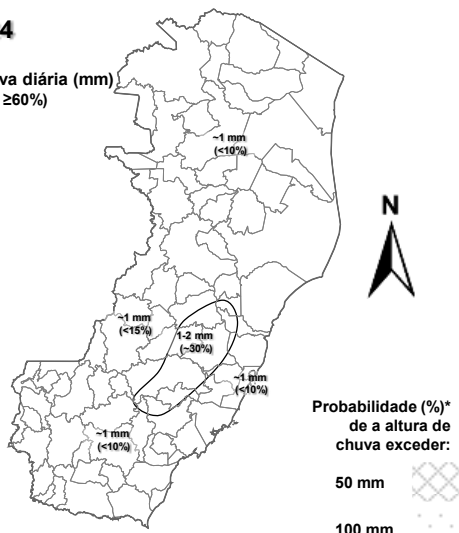 4
va diária (mm)
≥60%)
~1 mm
(<10%)
N
~1 mm
(<15%)
1-2 mm
(~30%)
~1 mm
(<10%)
~1 mm
(<10%)
Probabilidade (%)*
de a altura de
chuva exceder:
50 mm
100 mm